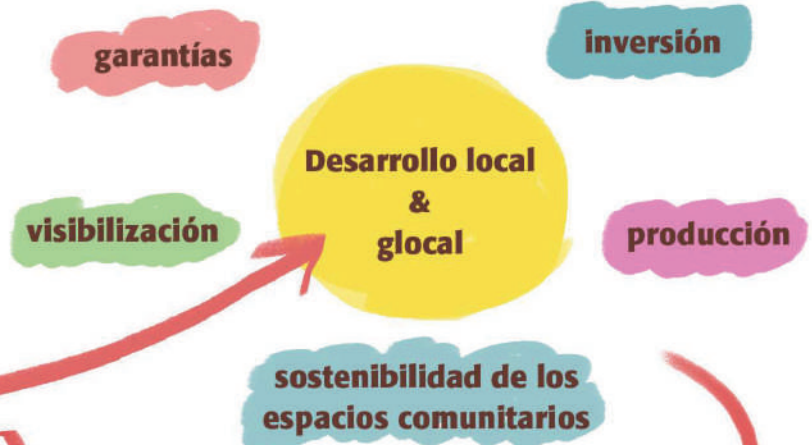 garantías
inversión
Desarrollo local
&
glocal
visibilización
producción
sostenibilidad de los
espacios comunitarios